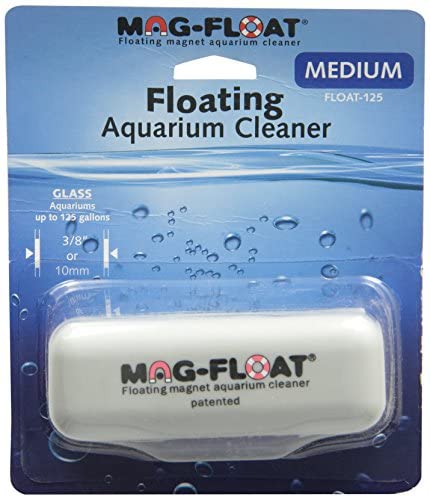 MAG-FLOAT®
Floating magnet aquarium cleaner
MEDIUM
FLOAT-125
Floating
Aquarium Cleaner
GLASS
Aquariums
up to 125 gallons
3/8"
or
10mm
MAG-FLOAT®
Floating magnet aquarium cleaner
patented